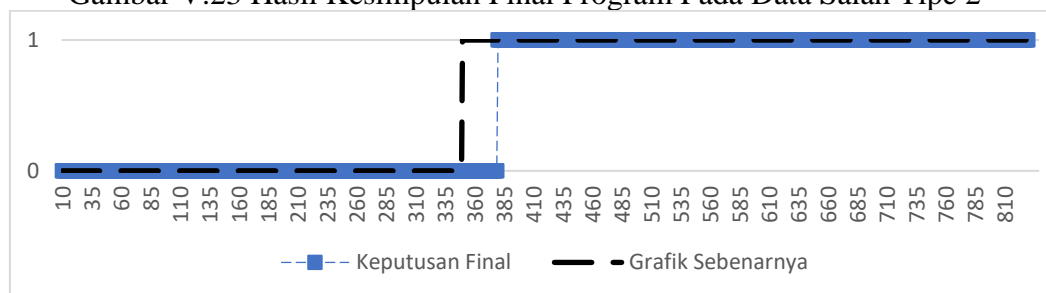 Gambar V.23 Hasil Kesimpulan Final Program Pada Data Salah Tipe 2
1
0
10 35 60 85 110 135 160 185 210 235 260 285 310 335 360 385 410 435 460 485 510 535 560 585 610 635 660 685 710 735 760 785 810
Keputusan Final Grafik Sebenarnya